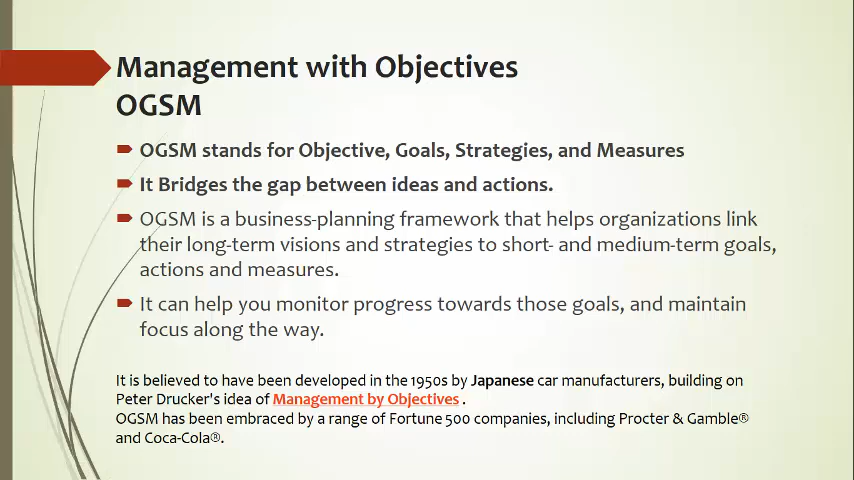 Management with Objectives
OGSM
OGSM stands for Objective, Goals, Strategies, and Measures
It Bridges the gap between ideas and actions.
OGSM is a business-planning framework that helps organizations link
their long-term visions and strategies to short- and medium-term goals,
actions and measures.
It can help you monitor progress towards those goals, and maintain
focus along the way.
It is believed to have been developed in the 1950s by Japanese car manufacturers, building on
Peter Drucker's idea of Management by Objectives .
OGSM has been embraced by a range of Fortune 500 companies, including Procter & Gamble®
and Coca-Cola®.